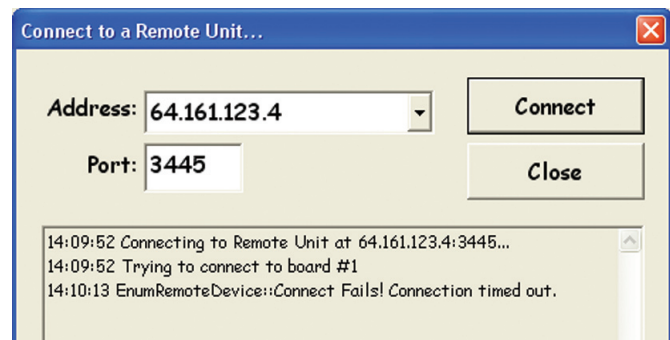 Connect to a Remote Unit...
Address: 64.161.123.4 Connect
Port: 3445 Close
14:09:52 Connecting to Remote Unit at 64.161.123.4:3445...
14:09:52 Trying to connect to board #1
14:10:13 EnumRemoteDevice::Connect Fails! Connection timed out.